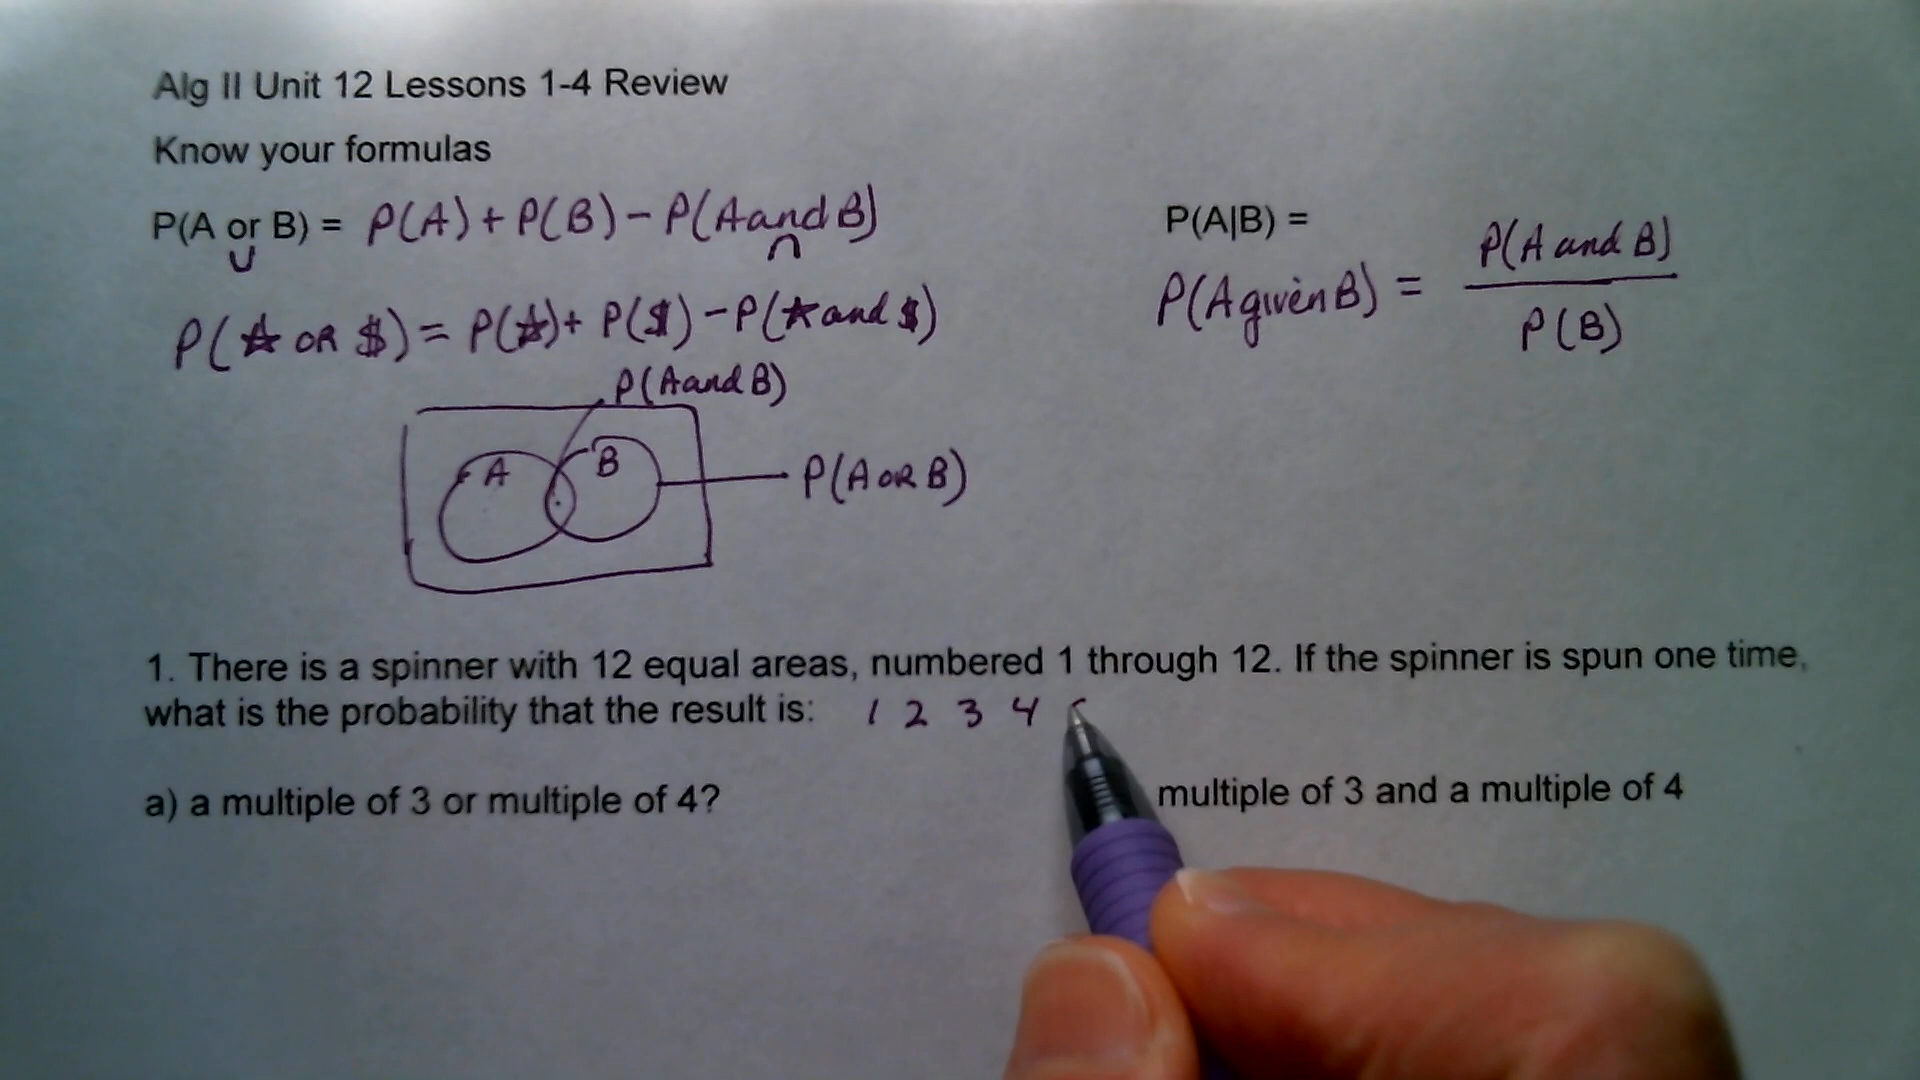 Alg II Unit 12 Lessons 1-4 Review
Know your formulas
P(A or B) = P(A) + P(B) - P(A and B)
∪ ∩
P(☆ OR $) = P(☆) + P($) - P(☆ and $)
P(A|B) =
P(A given B) = P(A and B)
P(B)
P(A and B)
A B
P(A OR B)
1. There is a spinner with 12 equal areas, numbered 1 through 12. If the spinner is spun one time,
what is the probability that the result is: 1 2 3 4
a) a multiple of 3 or multiple of 4?
multiple of 3 and a multiple of 4